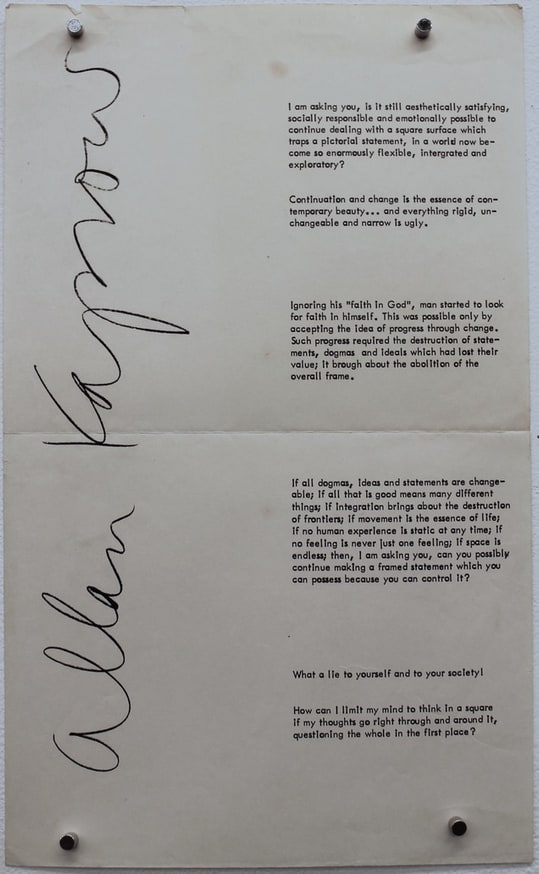 Allan Kaprow
I am asking you, is it still aesthetically satisfying,
socially responsible and emotionally possible to
continue dealing with a square surface which
traps a pictorial statement, in a world now be-
come so enormously flexible, intergrated and
exploratory?
Continuation and change is the essence of con-
temporary beauty... and everything rigid, un-
changeable and narrow is ugly.
Ignoring his "faith in God", man started to look
for faith in himself. This was possible only by
accepting the idea of progress through change.
Such progress required the destruction of state-
ments, dogmas and ideals which had lost their
value; it brough about the abolition of the
overall frame.
If all dogmas, ideas and statements are change-
able; if all that is good means many different
things; if integration brings about the destruction
of frontiers; if movement is the essence of life;
if no human experience is static at any time; if
no feeling is never just one feeling; if space is
endless; then, I am asking you, can you possibly
continue making a framed statement which you
can possess because you can control it?
What a lie to yourself and to your society!
How can I limit my mind to think in a square
if my thoughts go right through and around it,
questioning the whole in the first place?